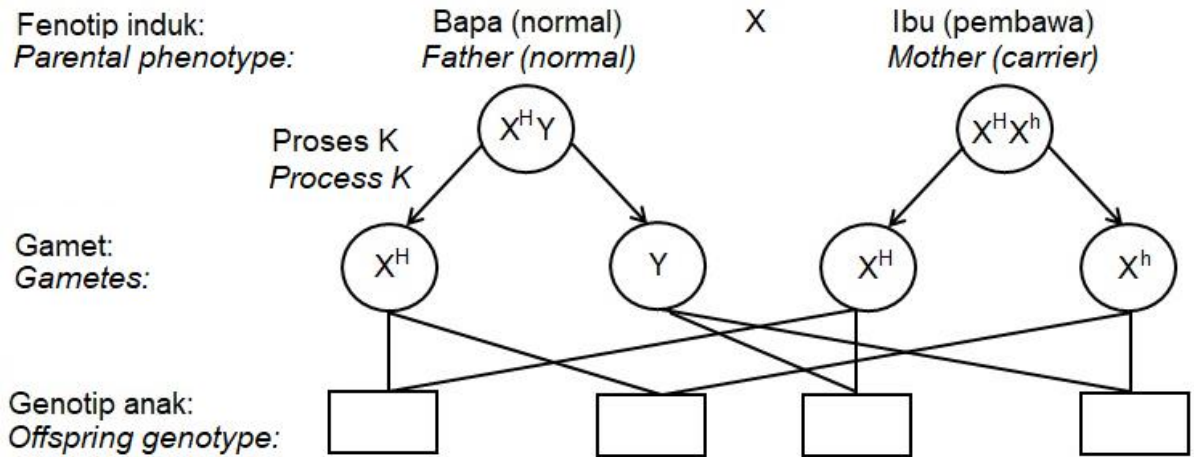 Fenotip induk: Bapa (normal) X Ibu (pembawa)
Parental phenotype: Father (normal) Mother (carrier)
X^H Y X^H X^h
Proses K
Process K
Gamet:
Gametes:
X^H Y X^H X^h
Genotip anak:
Offspring genotype: